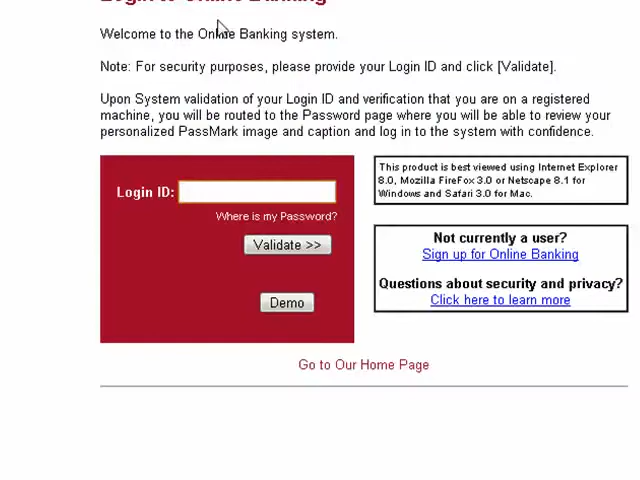 Login to Online Banking
Welcome to the Online Banking system.
Note: For security purposes, please provide your Login ID and click [Validate].
Upon System validation of your Login ID and verification that you are on a registered
machine, you will be routed to the Password page where you will be able to review your
personalized PassMark image and caption and log in to the system with confidence.
Login ID:
Where is my Password?
Validate >>
Demo
This product is best viewed using Internet Explorer
8.0, Mozilla FireFox 3.0 or Netscape 8.1 for
Windows and Safari 3.0 for Mac.
Not currently a user?
Sign up for Online Banking
Questions about security and privacy?
Click here to learn more
Go to Our Home Page